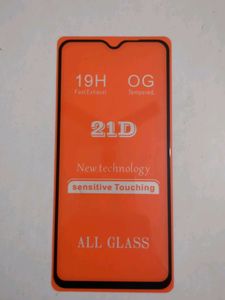 19H OG
Fast Exhaust Tempered
21D
New technology
sensitive Touching
ALL GLASS